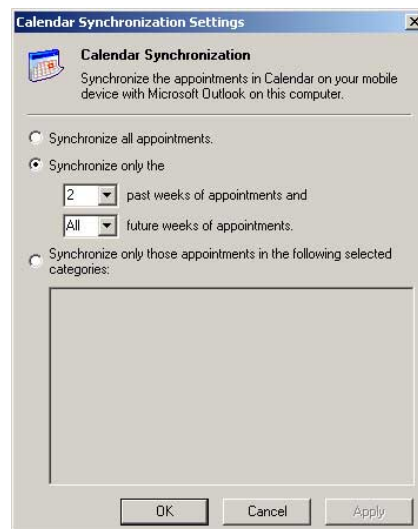 Calendar Synchronization Settings
Calendar Synchronization
Synchronize the appointments in Calendar on your mobile
device with Microsoft Outlook on this computer.
Synchronize all appointments.
Synchronize only the
2 past weeks of appointments and
All future weeks of appointments.
Synchronize only those appointments in the following selected
categories:
OK Cancel Apply